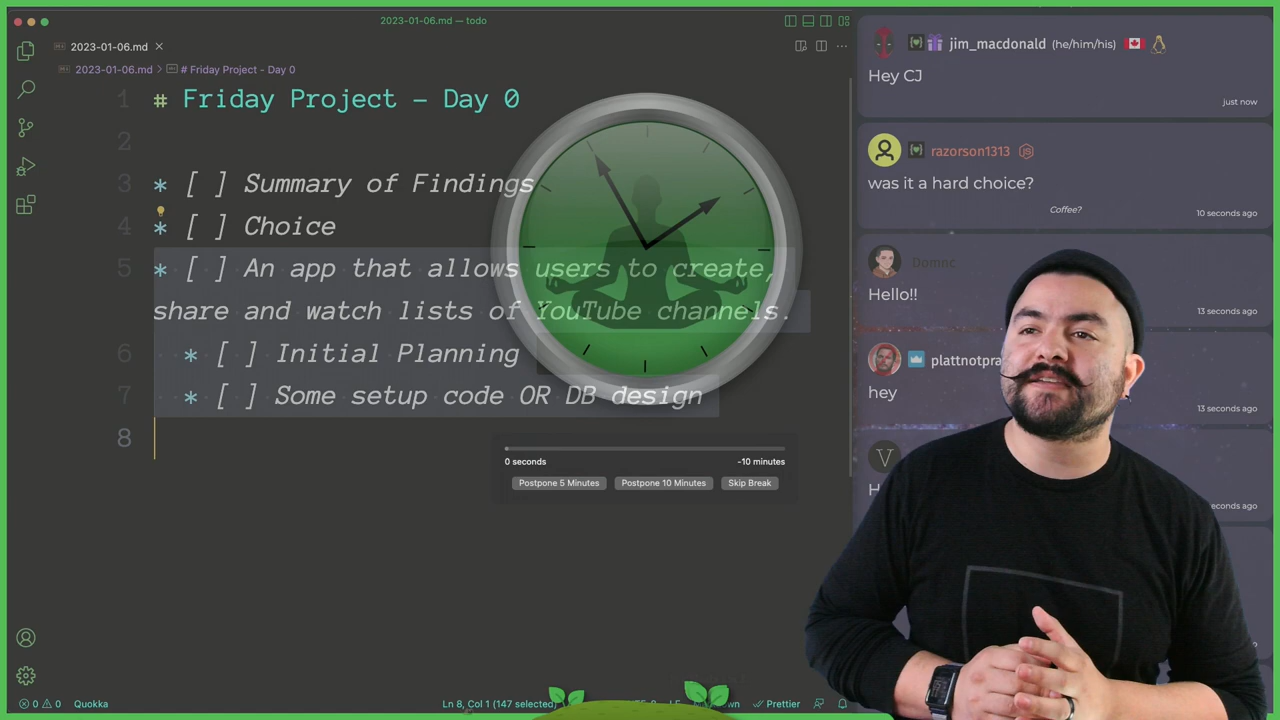 2023-01-06.md — todo
2023-01-06.md
2023-01-06.md > # Friday Project - Day 0
1 # Friday Project - Day 0
2
3 * [ ] Summary of Findings
4 * [ ] Choice
5 * [ ] An app that allows users to create,
share and watch lists of YouTube channels.
6 * [ ] Initial Planning
7 * [ ] Some setup code OR DB design
8
0 seconds
-10 minutes
Postpone 5 Minutes
Postpone 10 Minutes
Skip Break
0 0 Quokka
Ln 8, Col 1 (147 selected)
Prettier
jim_macdonald (he/him/his)
Hey CJ
just now
razorson1313
was it a hard choice?
Coffee?
10 seconds ago
Domnc
Hello!!
13 seconds ago
plattnotpra
hey
13 seconds ago
V